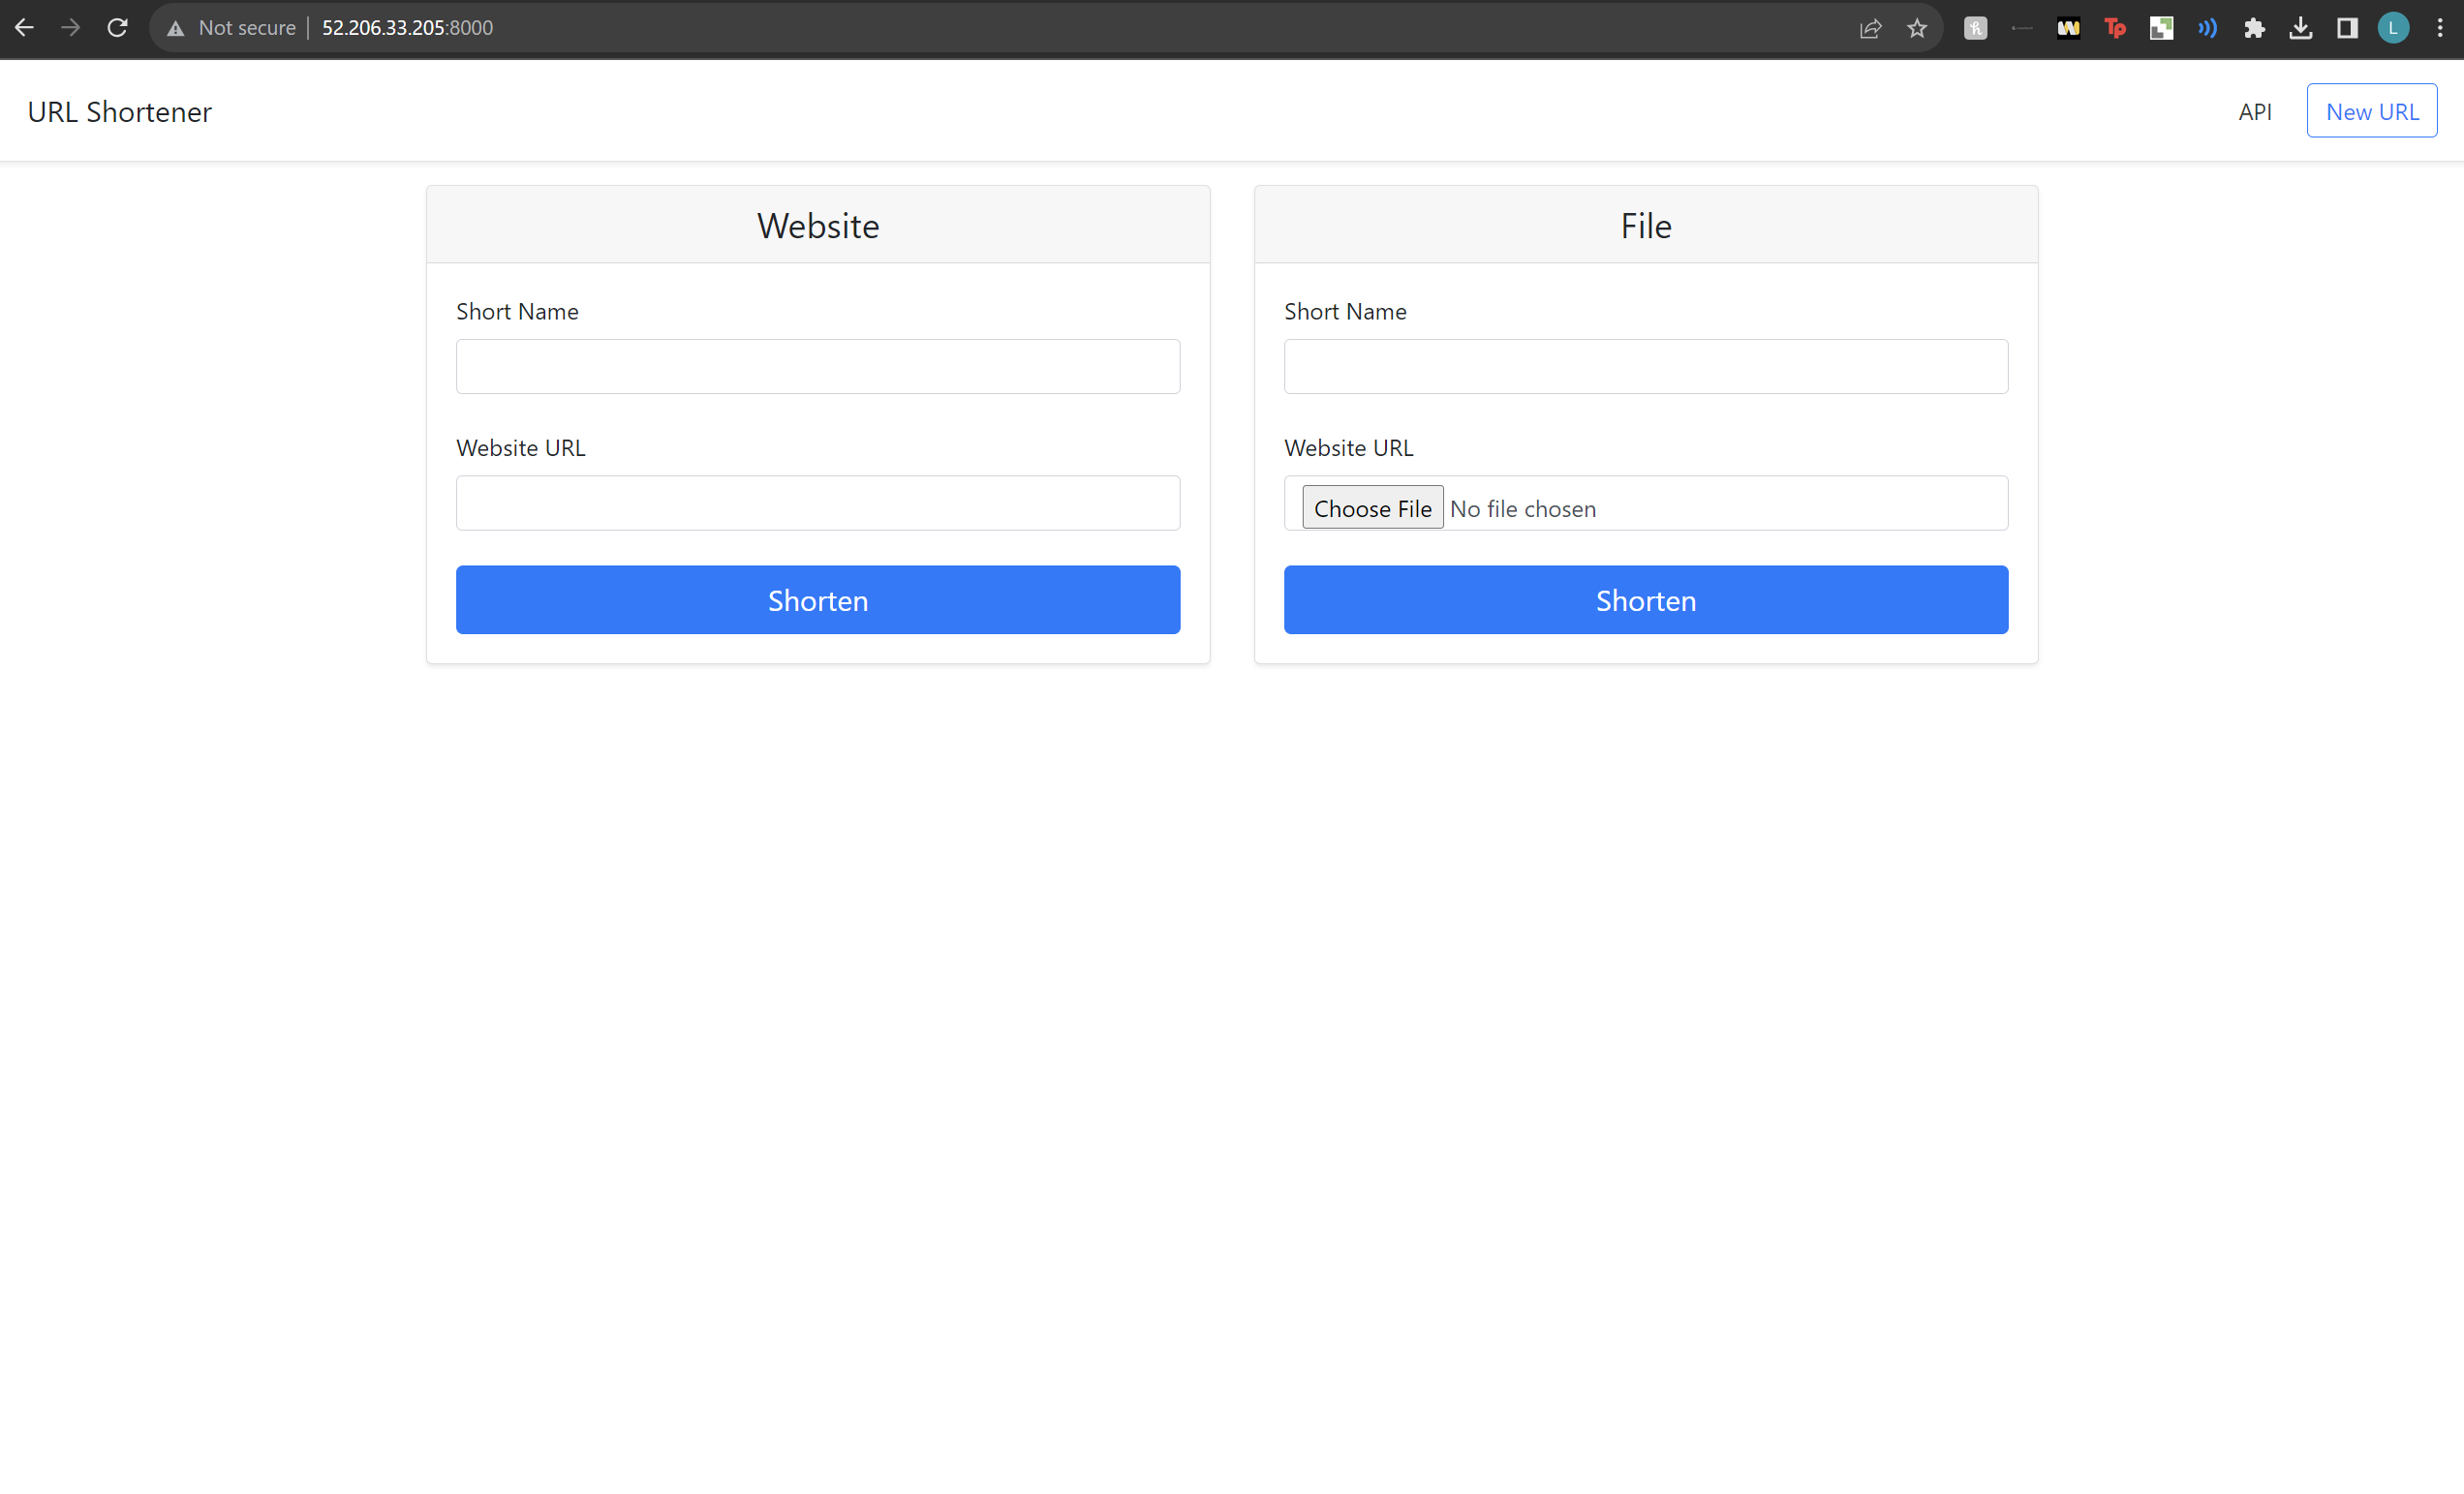 Not secure 52.206.33.205:8000
W Tp L
URL Shortener API New URL
Website
Short Name
Website URL
Shorten
File
Short Name
Website URL
Choose File No file chosen
Shorten